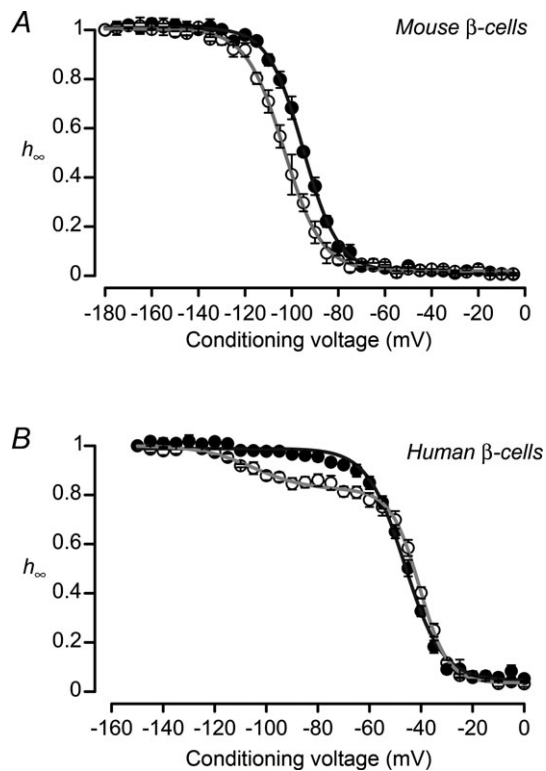 A
Mouse β-cells
1
0.8
0.6
h∞
0.4
0.2
0
-180 -160 -140 -120 -100 -80 -60 -40 -20 0
Conditioning voltage (mV)
B
Human β-cells
1
0.8
0.6
h∞
0.4
0.2
0
-160 -140 -120 -100 -80 -60 -40 -20 0
Conditioning voltage (mV)